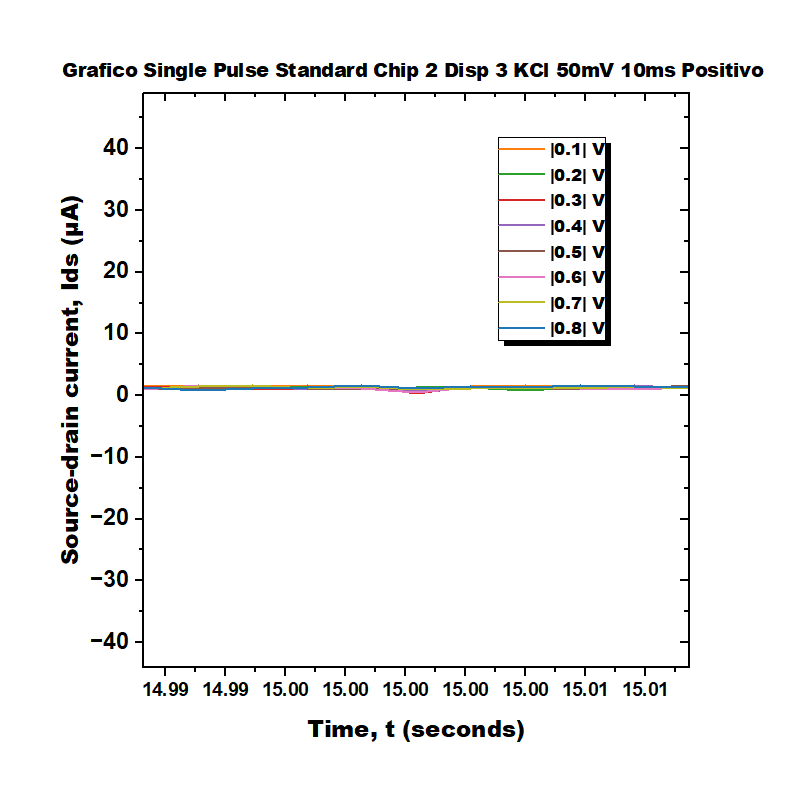 Grafico Single Pulse Standard Chip 2 Disp 3 KCl 50mV 10ms Positivo
|0.1| V
|0.2| V
|0.3| V
|0.4| V
|0.5| V
|0.6| V
|0.7| V
|0.8| V
Source-drain current, Ids (μA)
40
30
20
10
0
−10
−20
−30
−40
14.99 14.99 15.00 15.00 15.00 15.00 15.00 15.01 15.01
Time, t (seconds)